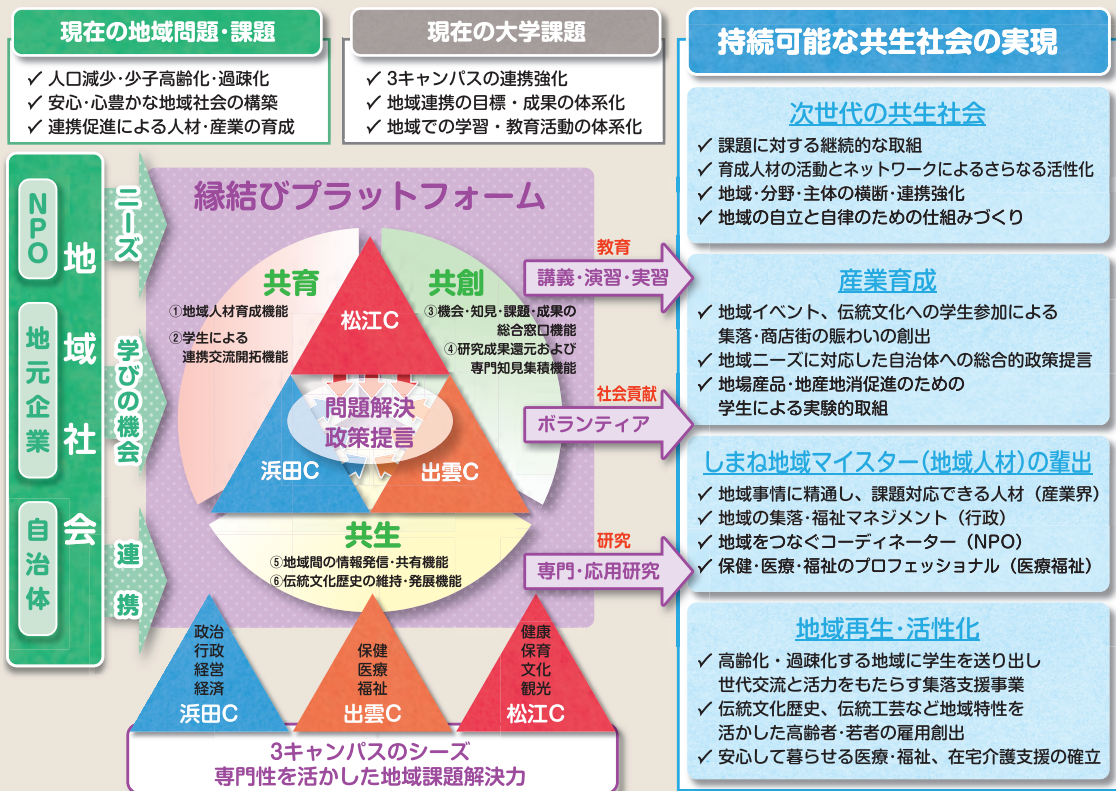 現在の地域問題・課題
✓ 人口減少・少子高齢化・過疎化
✓ 安心・心豊かな地域社会の構築
✓ 連携促進による人材・産業の育成
現在の大学課題
✓ 3キャンパスの連携強化
✓ 地域連携の目標・成果の体系化
✓ 地域での学習・教育活動の体系化
地域社会
NPO
地元企業
自治体
ニーズ
学びの機会
連携
縁結びプラットフォーム
共育
①地域人材育成機能
②学生による
連携交流開拓機能
共創
③機会・知見・課題・成果の
総合窓口機能
④研究成果還元および
専門知見集積機能
松江C
問題解決
政策提言
浜田C
出雲C
共生
⑤地域間の情報発信・共有機能
⑥伝統文化歴史の維持・発展機能
教育
講義・演習・実習
社会貢献
ボランティア
研究
専門・応用研究
政治
行政
経営
経済
浜田C
保健
医療
福祉
出雲C
健康
保育
文化
観光
松江C
3キャンパスのシーズ
専門性を活かした地域課題解決力
持続可能な共生社会の実現
次世代の共生社会
✓ 課題に対する継続的な取組
✓ 育成人材の活動とネットワークによるさらなる活性化
✓ 地域・分野・主体の横断・連携強化
✓ 地域の自立と自律のための仕組みづくり
産業育成
✓ 地域イベント、伝統文化への学生参加による
集落・商店街の賑わいの創出
✓ 地域ニーズに対応した自治体への総合的政策提言
✓ 地場産品・地産地消促進のための
学生による実験的取組
しまね地域マイスター(地域人材)の輩出
✓ 地域事情に精通し、課題対応できる人材（産業界）
✓ 地域の集落・福祉マネジメント（行政）
✓ 地域をつなぐコーディネーター（NPO）
✓ 保健・医療・福祉のプロフェッショナル（医療福祉）
地域再生・活性化
✓ 高齢化・過疎化する地域に学生を送り出し
世代交流と活力をもたらす集落支援事業
✓ 伝統文化歴史、伝統工芸など地域特性を
活かした高齢者・若者の雇用創出
✓ 安心して暮らせる医療・福祉、在宅介護支援の確立